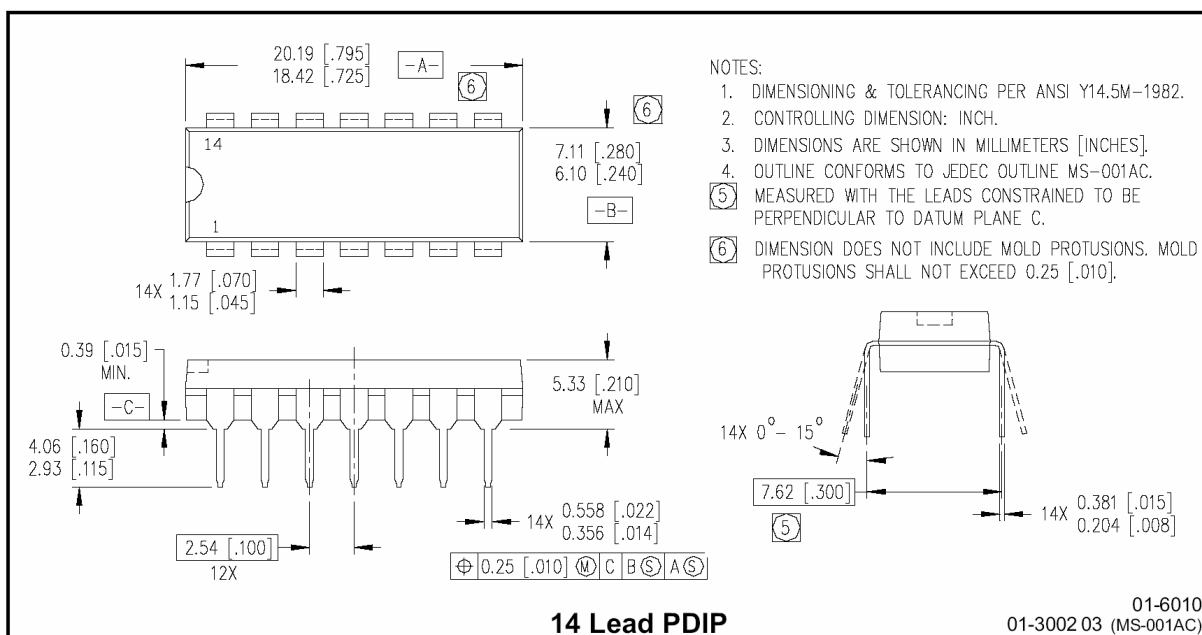 20.19 [.795]
18.42 [.725]
-A-
6
6
14
1
7.11 [.280]
6.10 [.240]
-B-
14X 1.77 [.070]
1.15 [.045]
NOTES:
1. DIMENSIONING & TOLERANCING PER ANSI Y14.5M-1982.
2. CONTROLLING DIMENSION: INCH.
3. DIMENSIONS ARE SHOWN IN MILLIMETERS [INCHES].
4. OUTLINE CONFORMS TO JEDEC OUTLINE MS-001AC.
5 MEASURED WITH THE LEADS CONSTRAINED TO BE
PERPENDICULAR TO DATUM PLANE C.
6 DIMENSION DOES NOT INCLUDE MOLD PROTUSIONS. MOLD
PROTUSIONS SHALL NOT EXCEED 0.25 [.010].
0.39 [.015]
MIN.
-C-
4.06 [.160]
2.93 [.115]
5.33 [.210]
MAX
2.54 [.100]
12X
14X 0.558 [.022]
0.356 [.014]
⌖ 0.25 [.010] Ⓜ C B Ⓢ A Ⓢ
14X 0°- 15°
7.62 [.300]
5
14X 0.381 [.015]
0.204 [.008]
14 Lead PDIP
01-6010
01-3002 03 (MS-001AC)